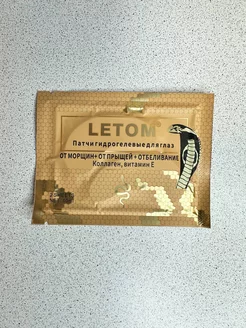 LETOM
Патчигидрогелевыедляглаз
ОТ МОРЩИН+ ОТ ПРЫЩЕЙ + ОТБЕЛИВАНИЕ
Коллаген, витамин Е